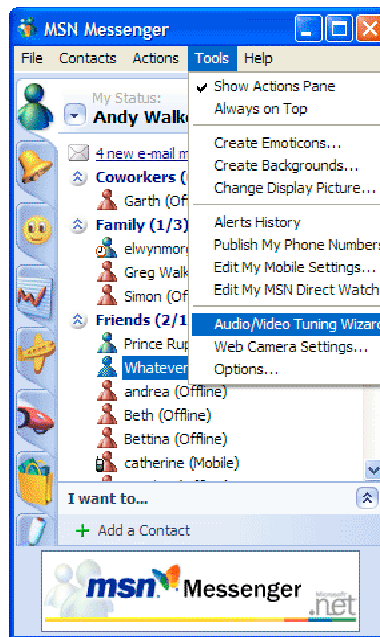 MSN Messenger
File Contacts Actions Tools Help
My Status:
Andy Walk
4 new e-mail m
Coworkers (
Garth (Of
Family (1/3)
elwynmore
Greg Walk
Simon (Of
Friends (2/1
Prince Rup
Whatever
andrea (Offline)
Beth (Offline)
Bettina (Offline)
catherine (Mobile)
Show Actions Pane
Always on Top
Create Emoticons...
Create Backgrounds...
Change Display Picture...
Alerts History
Publish My Phone Numbers
Edit My Mobile Settings...
Edit My MSN Direct Watch
Audio/Video Tuning Wizard
Web Camera Settings...
Options...
I want to...
+ Add a Contact
msn Messenger
Microsoft
.net